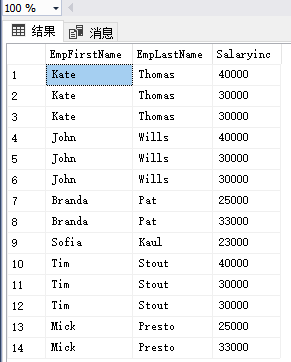 100 %
结果 消息
EmpFirstName EmpLastName Salaryinc
1 Kate Thomas 40000
2 Kate Thomas 30000
3 Kate Thomas 30000
4 John Wills 40000
5 John Wills 30000
6 John Wills 30000
7 Branda Pat 25000
8 Branda Pat 33000
9 Sofia Kaul 23000
10 Tim Stout 40000
11 Tim Stout 30000
12 Tim Stout 30000
13 Mick Presto 25000
14 Mick Presto 33000